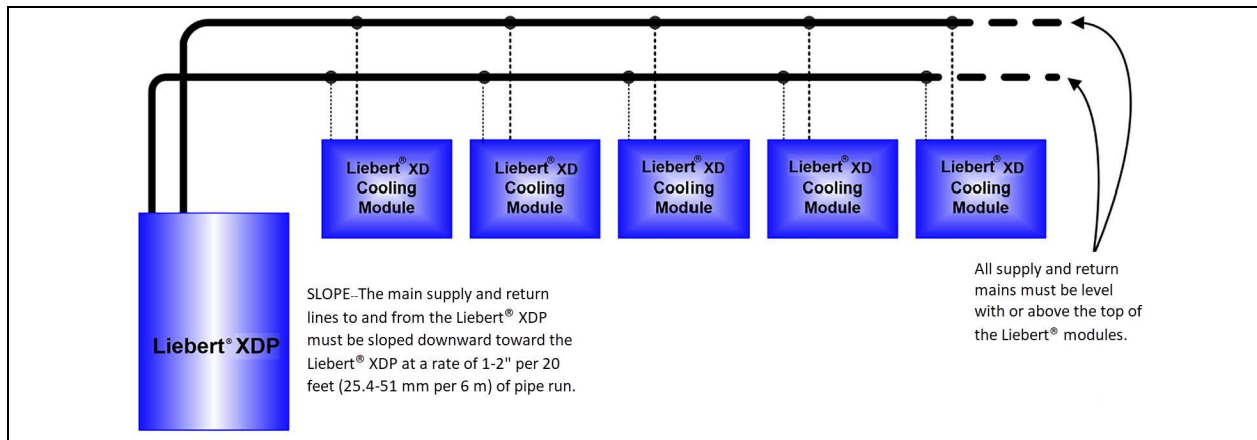 Liebert® XD
Cooling
Module
Liebert® XD
Cooling
Module
Liebert® XD
Cooling
Module
Liebert® XD
Cooling
Module
Liebert® XD
Cooling
Module
Liebert® XDP
SLOPE--The main supply and return
lines to and from the Liebert® XDP
must be sloped downward toward the
Liebert® XDP at a rate of 1-2" per 20
feet (25.4-51 mm per 6 m) of pipe run.
All supply and return
mains must be level
with or above the top of
the Liebert® modules.